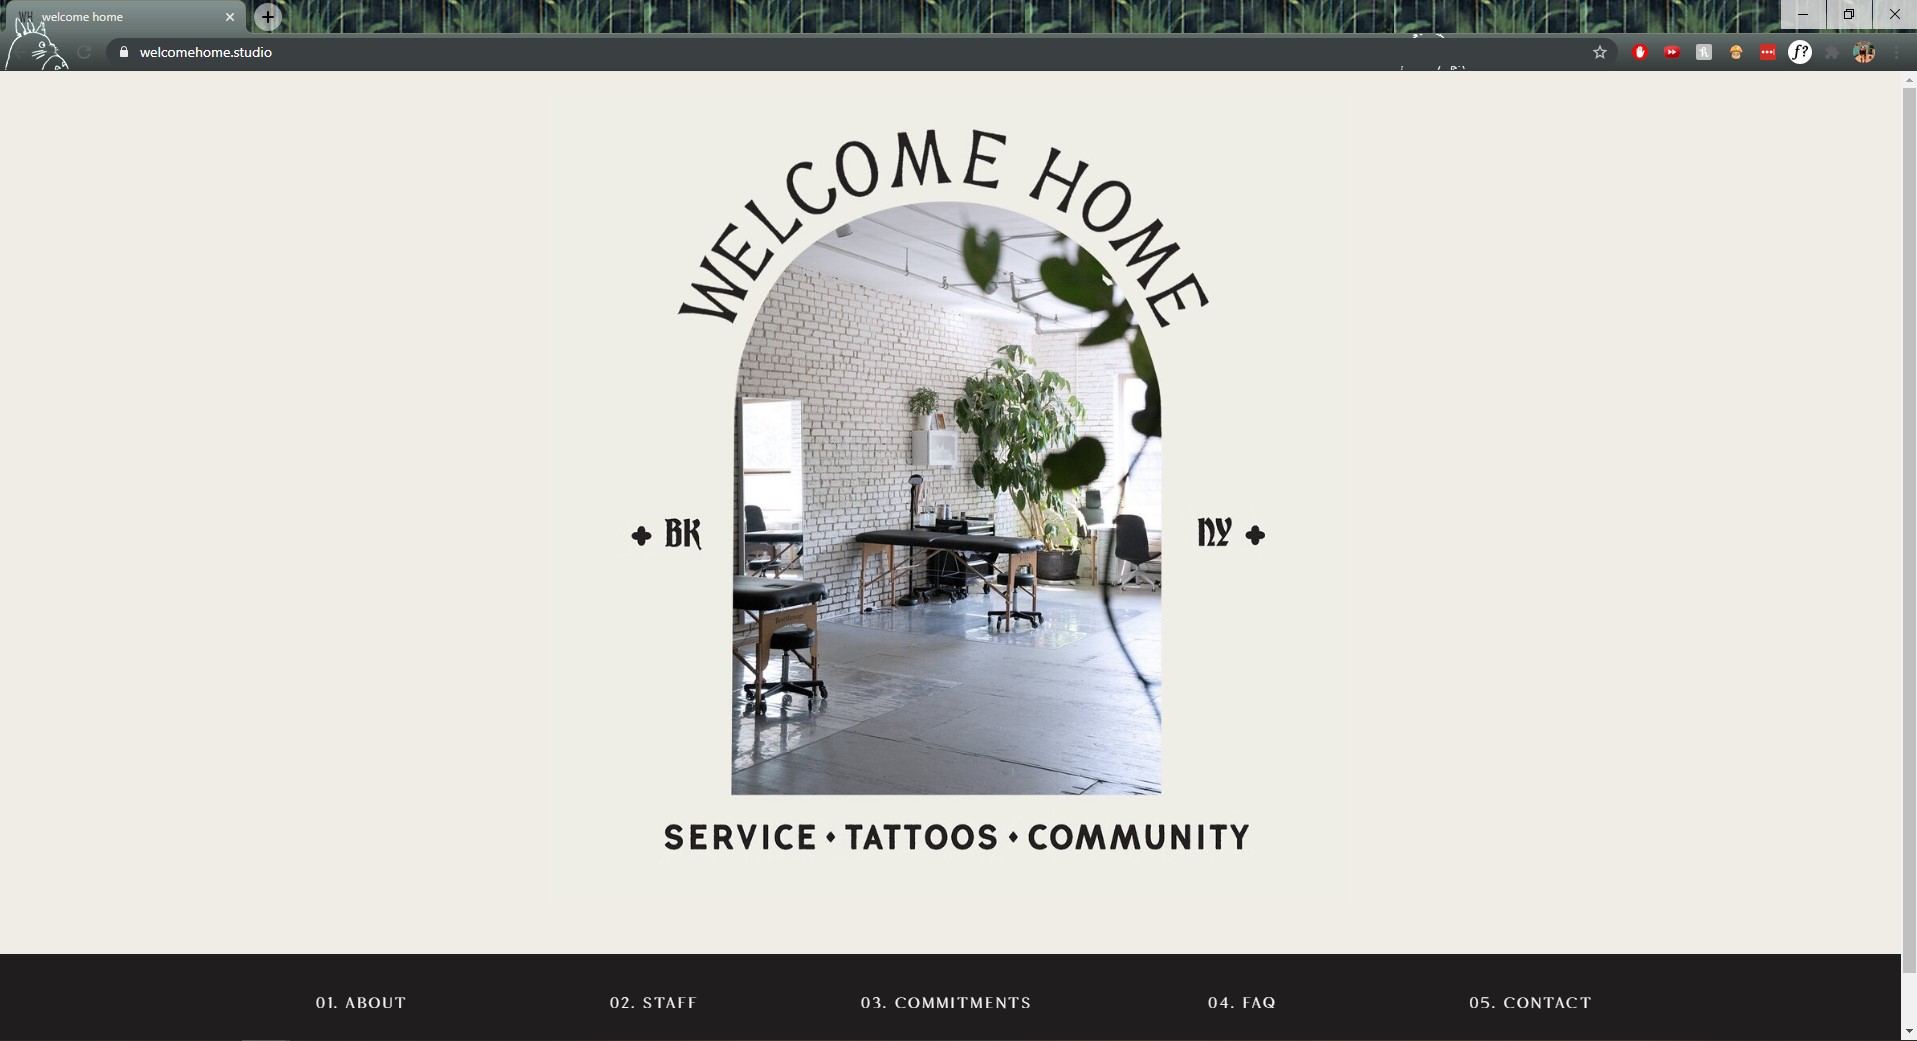 welcome home
welcomehome.studio
WELCOME HOME
BK
NY
SERVICE ♦ TATTOOS ♦ COMMUNITY
01. ABOUT
02. STAFF
03. COMMITMENTS
04. FAQ
05. CONTACT